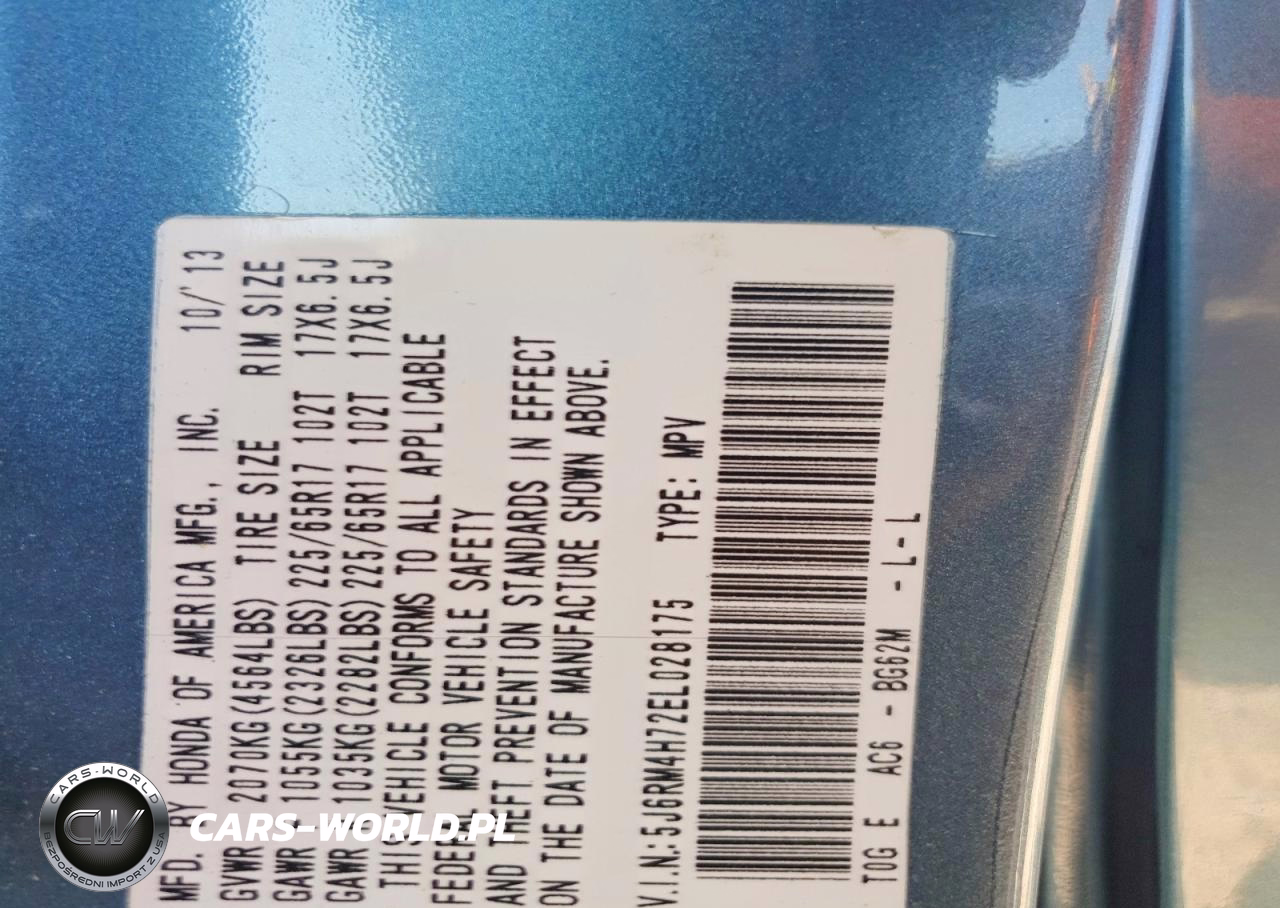 MFD. BY HONDA OF AMERICA MFG., INC. 10/'13
GVWR 2070KG(4564LBS) TIRE SIZE RIM SIZE
GAWR F 1055KG(2326LBS) 225/65R17 102T 17X6.5J
GAWR 1035KG(2282LBS) 225/65R17 102T 17X6.5J
THIS VEHICLE CONFORMS TO ALL APPLICABLE
FEDERAL MOTOR VEHICLE SAFETY
AND THEFT PREVENTION STANDARDS IN EFFECT
ON THE DATE OF MANUFACTURE SHOWN ABOVE.
V.I.N.:5J6RM4H72EL028175 TYPE: MPV
TOG E AC6 - BG62M - L - L
CARS-WORLD
CW
BEZPOŚREDNI IMPORT Z USA
CARS-WORLD.PL